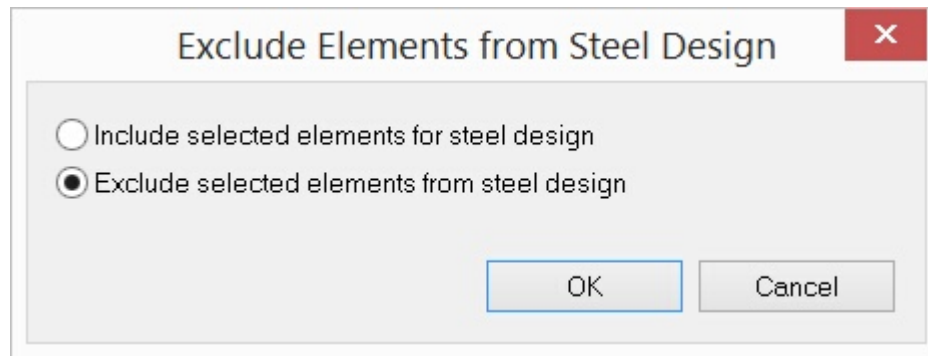 Exclude Elements from Steel Design
Include selected elements for steel design
Exclude selected elements from steel design
OK
Cancel